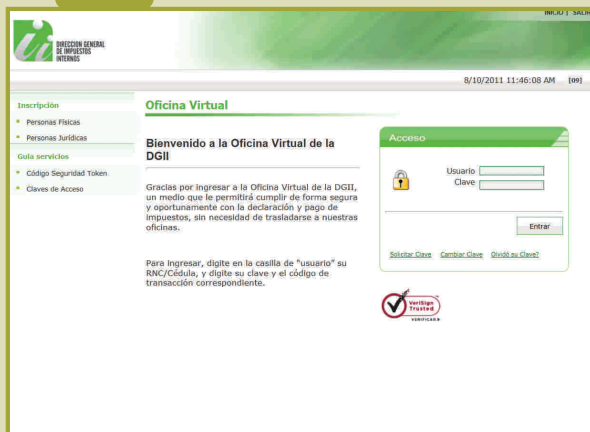 INICIO | SALIR
DIRECCION GENERAL
DE IMPUESTOS
INTERNOS
8/10/2011 11:46:08 AM [09]
Inscripción
Personas Físicas
Personas Jurídicas
Guía servicios
Código Seguridad Token
Claves de Acceso
Oficina Virtual
Bienvenido a la Oficina Virtual de la
DGII
Gracias por ingresar a la Oficina Virtual de la DGII,
un medio que le permitirá cumplir de forma segura
y oportunamente con la declaración y pago de
impuestos, sin necesidad de trasladarse a nuestras
oficinas.
Para ingresar, digite en la casilla de "usuario" su
RNC/Cédula, y digite su clave y el código de
transacción correspondiente.
Acceso
Usuario
Clave
Entrar
Solicitar Clave Cambiar Clave Olvidó su Clave?
VeriSign
Trusted
VERIFICAR